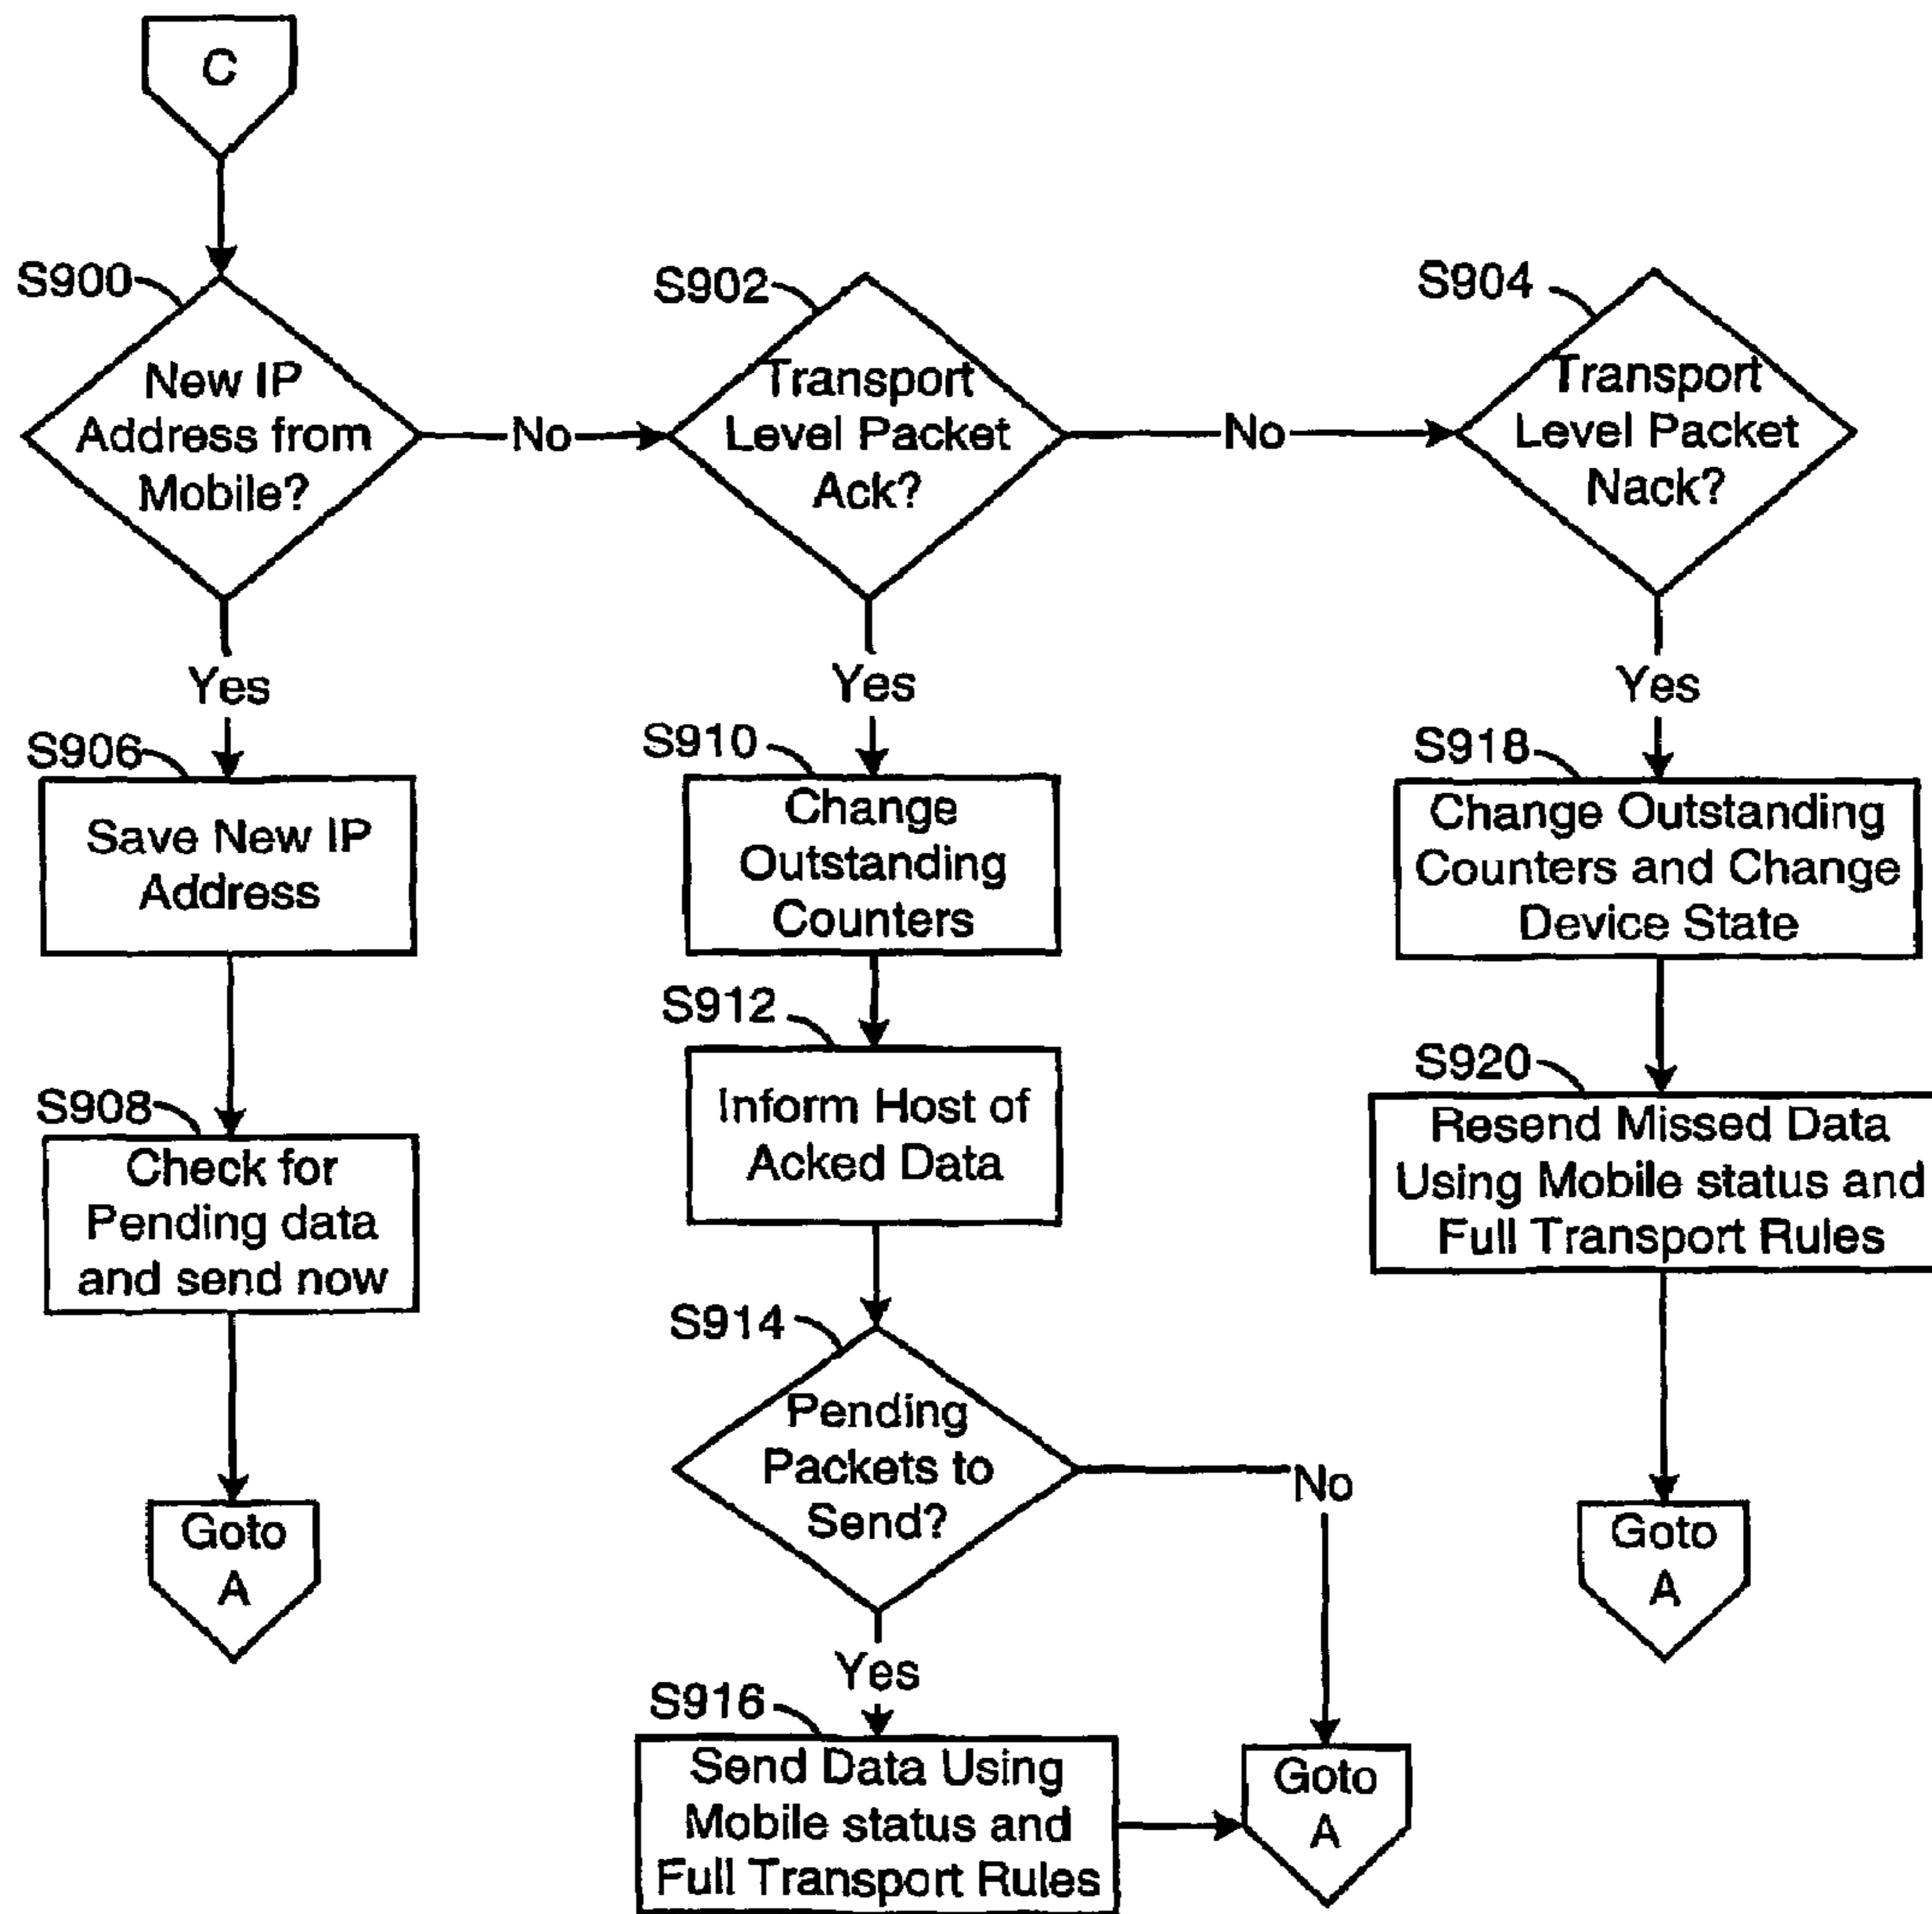 C
S900
New IP
Address from
Mobile?
No
S902
Transport
Level Packet
Ack?
No
S904
Transport
Level Packet
Nack?
Yes
Yes
Yes
S906
Save New IP
Address
S910
Change
Outstanding
Counters
S918
Change Outstanding
Counters and Change
Device State
S908
Check for
Pending data
and send now
S912
Inform Host of
Acked Data
S920
Resend Missed Data
Using Mobile status and
Full Transport Rules
Goto
A
S914
Pending
Packets to
Send?
No
Goto
A
Yes
S916
Send Data Using
Mobile status and
Full Transport Rules
Goto
A